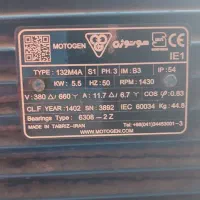 MOTOGEN موتوژن
IE1
TYPE: 132M4A S1 PH.3 IM: B3 IP: 54
KW: 5.5 HZ: 50 RPM: 1430
V: 380 Δ/ 660 Y A: 11.7 Δ/ 6.7 Y COS φ: 0.83
CL.F YEAR: 1402 SN: 3892 IEC 60034 Kg: 44.8
Bearings Type: 6308-2Z
WWW.MOTOGEN.COM
MADE IN TABRIZ-IRAN